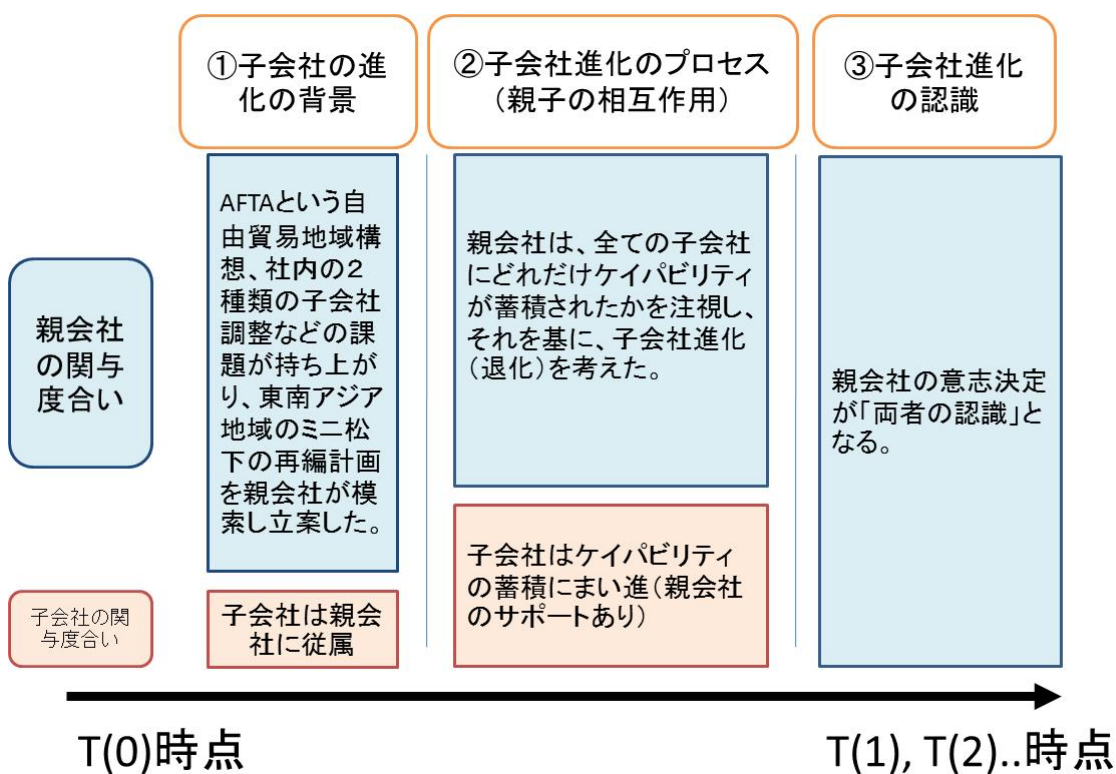 ①子会社の進
化の背景
②子会社進化のプロセス
（親子の相互作用）
③子会社進化
の認識
親会社
の関与
度合い
AFTAという自
由貿易地域構
想、社内の２
種類の子会社
調整などの課
題が持ち上が
り、東南アジア
地域のミニ松
下の再編計画
を親会社が模
索し立案した。
親会社は、全ての子会社
にどれだけケイパビリティ
が蓄積されたかを注視し、
それを基に、子会社進化
（退化）を考えた。
親会社の意志決定
が「両者の認識」と
なる。
子会社の関
与度合い
子会社は親会
社に従属
子会社はケイパビリティ
の蓄積にまい進（親会社
のサポートあり）
T(0)時点
T(1), T(2)..時点